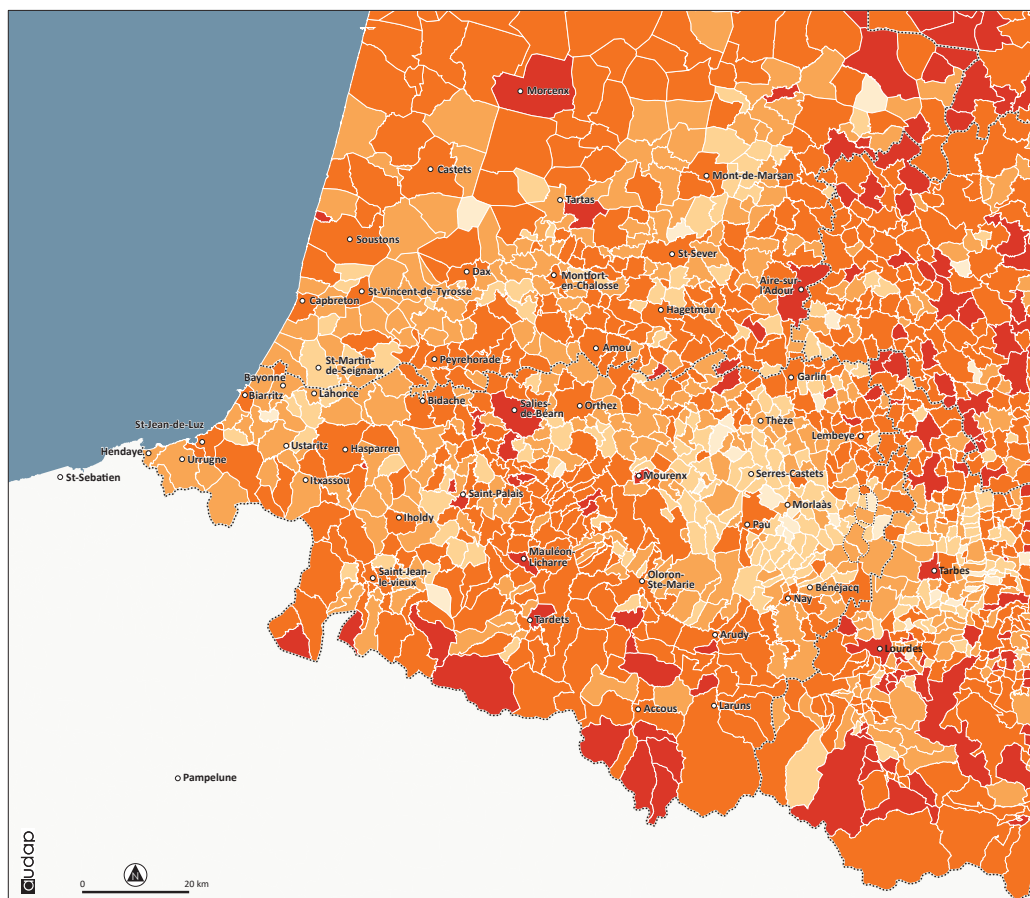 Morcenx
Castets
Mont-de-Marsan
Tartas
Soustons
St-Sever
Dax
Montfort-
en-Chalosse
Aire-sur-
l'Adour
St-Vincent-de-Tyrosse
Capbreton
Hagetmau
Amou
Peyrehorade
St-Martin-
de-Seignanx
Bayonne
Garlin
Biarritz
Lahonce
Bidache
Salies-
de-Béarn
Orthez
Thèze
St-Jean-de-Luz
Lembeye
Hendaye
Urrugne
Ustaritz
Hasparren
St-Sebatien
Itxassou
Mourenx
Serres-Castets
Saint-Palais
Morlaàs
Iholdy
Pau
Mauléon-
Licharre
Tarbes
Saint-Jean-
le-vieux
Oloron-
Ste-Marie
Bénéjacq
Nay
Tardets
Arudy
Lourdes
Accous
Laruns
Pampelune
audap
N
0 20 km